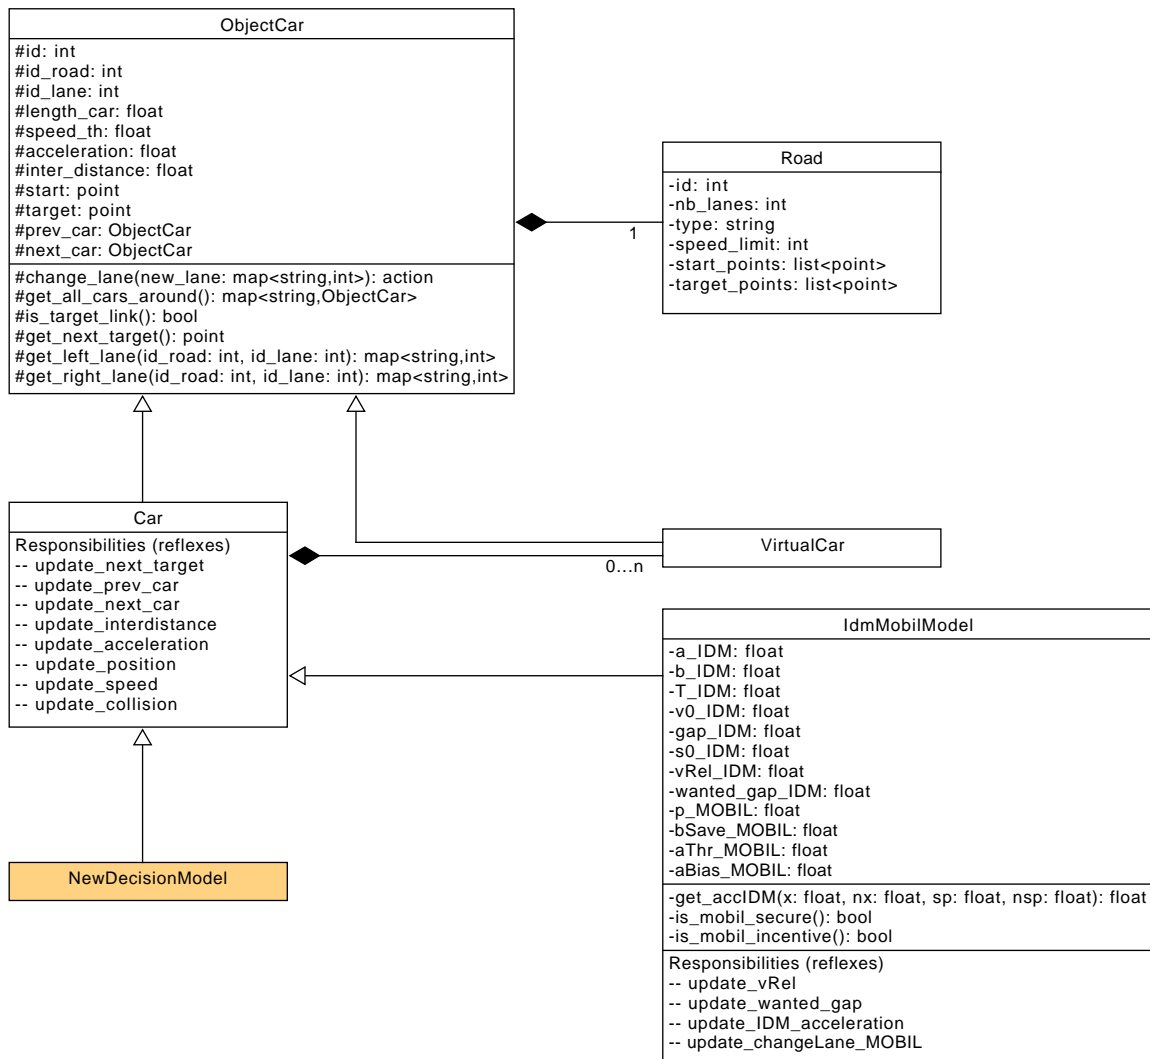 ObjectCar
#id: int
#id_road: int
#id_lane: int
#length_car: float
#speed_th: float
#acceleration: float
#inter_distance: float
#start: point
#target: point
#prev_car: ObjectCar
#next_car: ObjectCar
#change_lane(new_lane: map<string,int>): action
#get_all_cars_around(): map<string,ObjectCar>
#is_target_link(): bool
#get_next_target(): point
#get_left_lane(id_road: int, id_lane: int): map<string,int>
#get_right_lane(id_road: int, id_lane: int): map<string,int>
1
Road
-id: int
-nb_lanes: int
-type: string
-speed_limit: int
-start_points: list<point>
-target_points: list<point>
Car
Responsibilities (reflexes)
-- update_next_target
-- update_prev_car
-- update_next_car
-- update_interdistance
-- update_acceleration
-- update_position
-- update_speed
-- update_collision
0...n
VirtualCar
IdmMobilModel
-a_IDM: float
-b_IDM: float
-T_IDM: float
-v0_IDM: float
-gap_IDM: float
-s0_IDM: float
-vRel_IDM: float
-wanted_gap_IDM: float
-p_MOBIL: float
-bSave_MOBIL: float
-aThr_MOBIL: float
-aBias_MOBIL: float
-get_accIDM(x: float, nx: float, sp: float, nsp: float): float
-is_mobil_secure(): bool
-is_mobil_incentive(): bool
Responsibilities (reflexes)
-- update_vRel
-- update_wanted_gap
-- update_IDM_acceleration
-- update_changeLane_MOBIL
NewDecisionModel